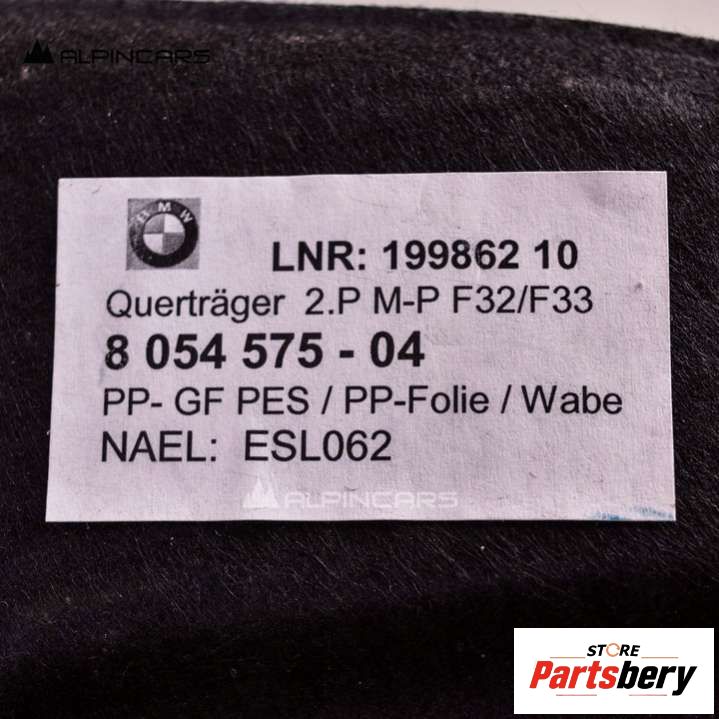 ALPINCARS
BMW
LNR: 199862 10
Querträger 2.P M-P F32/F33
8 054 575 - 04
PP- GF PES / PP-Folie / Wabe
NAEL: ESL062
ALPINCARS
STORE
Partsbery